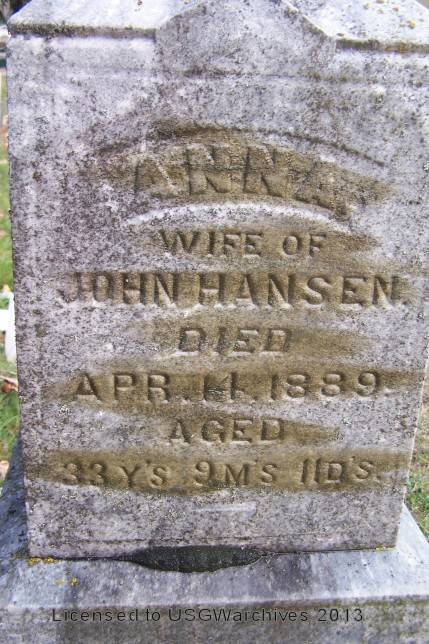 ANNA,
WIFE OF
JOHN HANSEN.
DIED
APR. 14. 1889.
AGED
33 Y'S 9 M'S 11 D'S.
Licensed to USGWarchives 2013